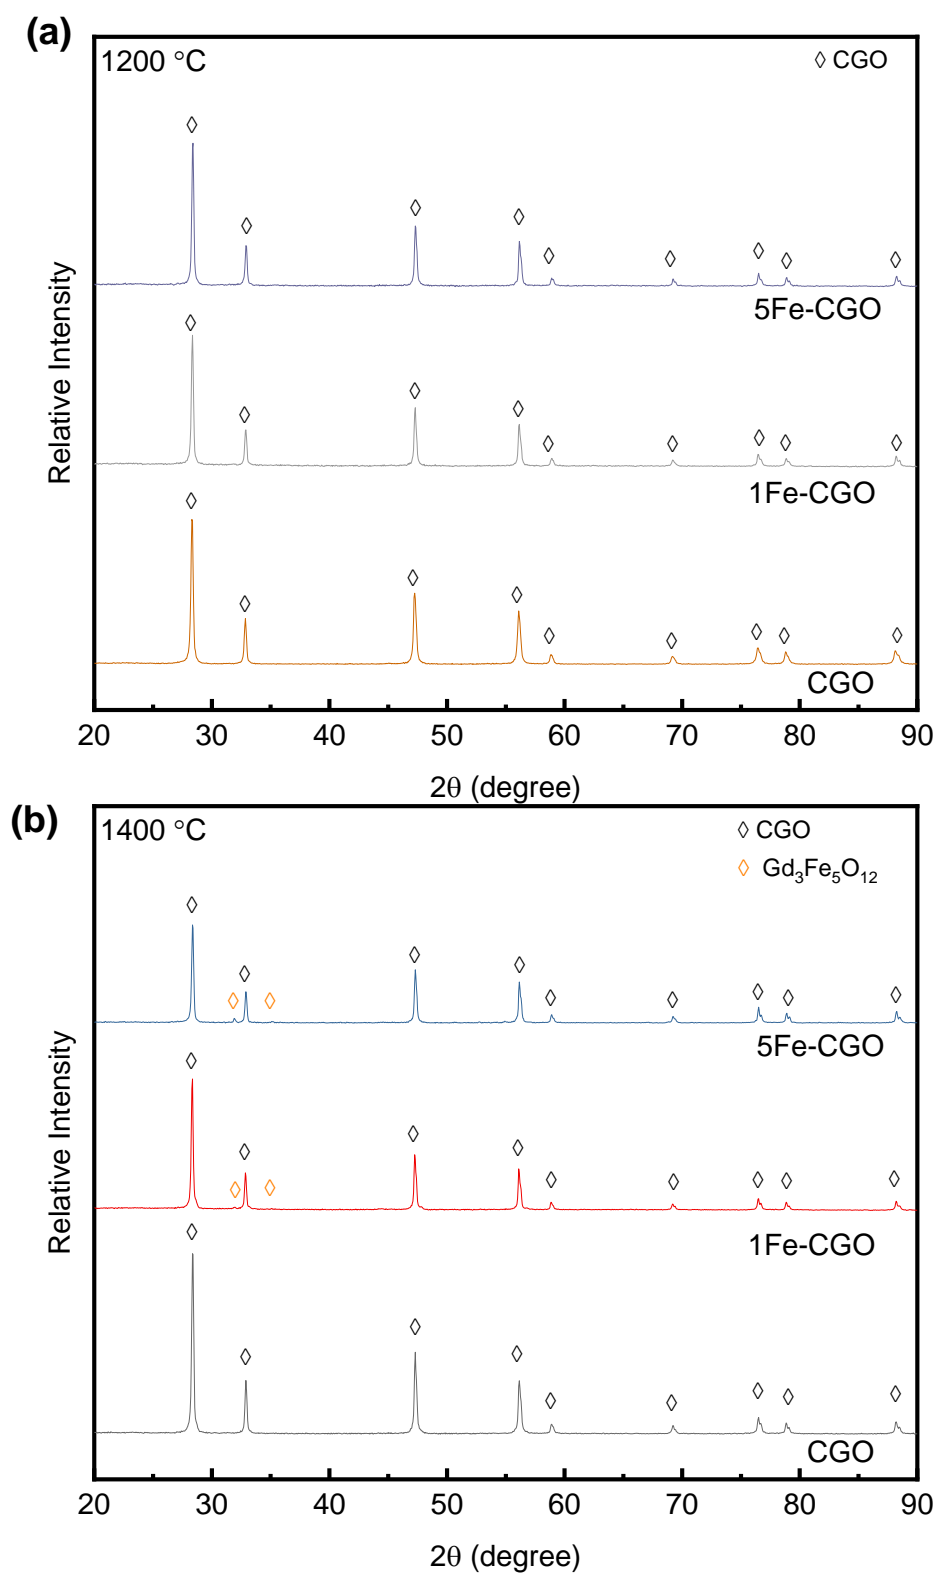 (a)
1200 °C
◊ CGO
5Fe-CGO
1Fe-CGO
CGO
Relative Intensity
20 30 40 50 60 70 80 90
2θ (degree)
(b)
1400 °C
◊ CGO
◊ Gd₃Fe₅O₁₂
5Fe-CGO
1Fe-CGO
CGO
Relative Intensity
20 30 40 50 60 70 80 90
2θ (degree)